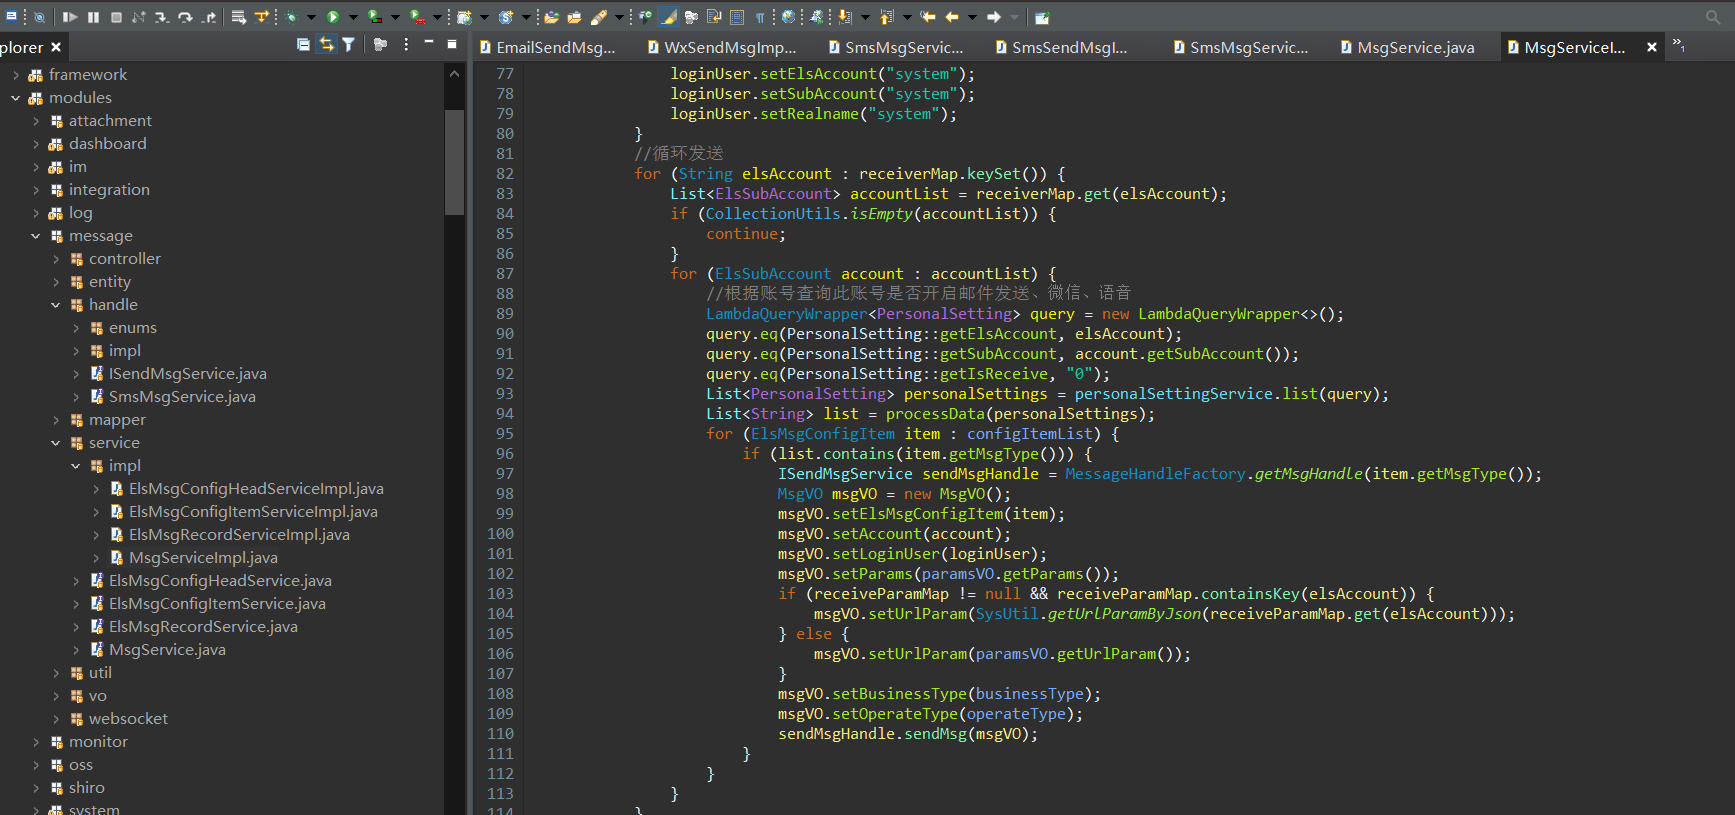 plorer
framework
modules
attachment
dashboard
im
integration
log
message
controller
entity
handle
enums
impl
ISendMsgService.java
SmsMsgService.java
mapper
service
impl
ElsMsgConfigHeadServiceImpl.java
ElsMsgConfigItemServiceImpl.java
ElsMsgRecordServiceImpl.java
MsgServiceImpl.java
ElsMsgConfigHeadService.java
ElsMsgConfigItemService.java
ElsMsgRecordService.java
MsgService.java
util
vo
websocket
monitor
oss
shiro
system
EmailSendMsg... WxSendMsgImp... SmsMsgServic... SmsSendMsgI... SmsMsgServic... MsgService.java MsgServiceI... »1
77 loginUser.setElsAccount("system");
78 loginUser.setSubAccount("system");
79 loginUser.setRealname("system");
80 }
81 //循环发送
82 for (String elsAccount : receiverMap.keySet()) {
83 List<ElsSubAccount> accountList = receiverMap.get(elsAccount);
84 if (CollectionUtils.isEmpty(accountList)) {
85 continue;
86 }
87 for (ElsSubAccount account : accountList) {
88 //根据账号查询此账号是否开启邮件发送、微信、语音
89 LambdaQueryWrapper<PersonalSetting> query = new LambdaQueryWrapper<>();
90 query.eq(PersonalSetting::getElsAccount, elsAccount);
91 query.eq(PersonalSetting::getSubAccount, account.getSubAccount());
92 query.eq(PersonalSetting::getIsReceive, "0");
93 List<PersonalSetting> personalSettings = personalSettingService.list(query);
94 List<String> list = processData(personalSettings);
95 for (ElsMsgConfigItem item : configItemList) {
96 if (list.contains(item.getMsgType())) {
97 ISendMsgService sendMsgHandle = MessageHandleFactory.getMsgHandle(item.getMsgType());
98 MsgVO msgVO = new MsgVO();
99 msgVO.setElsMsgConfigItem(item);
100 msgVO.setAccount(account);
101 msgVO.setLoginUser(loginUser);
102 msgVO.setParams(paramsVO.getParams());
103 if (receiveParamMap != null && receiveParamMap.containsKey(elsAccount)) {
104 msgVO.setUrlParam(SysUtil.getUrlParamByJson(receiveParamMap.get(elsAccount)));
105 } else {
106 msgVO.setUrlParam(paramsVO.getUrlParam());
107 }
108 msgVO.setBusinessType(businessType);
109 msgVO.setOperateType(operateType);
110 sendMsgHandle.sendMsg(msgVO);
111 }
112 }
113 }
114 }